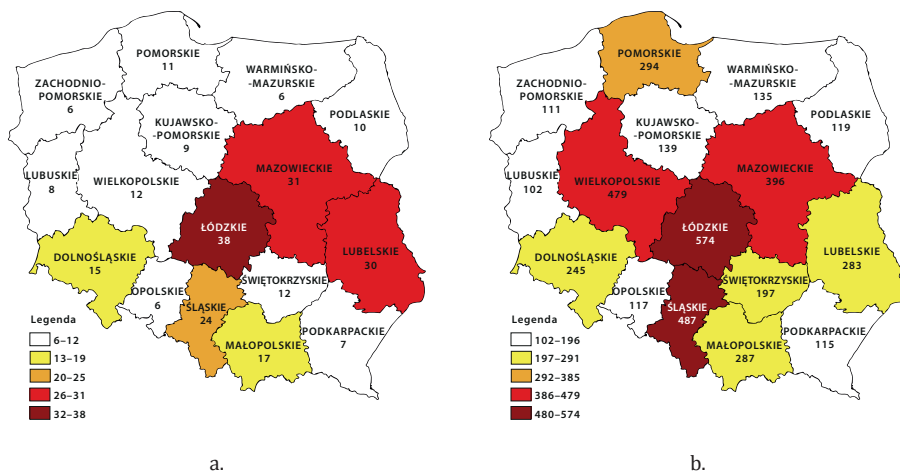 POMORSKIE
11
ZACHODNIO-
-POMORSKIE
6
WARMIŃSKO-
-MAZURSKIE
6
PODLASKIE
10
KUJAWSKO-
-POMORSKIE
9
MAZOWIECKIE
31
LUBUSKIE
8
WIELKOPOLSKIE
12
ŁÓDZKIE
38
LUBELSKIE
30
DOLNOŚLĄSKIE
15
OPOLSKIE
6
ŚLĄSKIE
24
ŚWIĘTOKRZYSKIE
12
MAŁOPOLSKIE
17
PODKARPACKIE
7
Legenda
6–12
13–19
20–25
26–31
32–38
a.
POMORSKIE
294
ZACHODNIO-
-POMORSKIE
111
WARMIŃSKO-
-MAZURSKIE
135
PODLASKIE
119
KUJAWSKO-
-POMORSKIE
139
MAZOWIECKIE
396
LUBUSKIE
102
WIELKOPOLSKIE
479
ŁÓDZKIE
574
LUBELSKIE
283
DOLNOŚLĄSKIE
245
OPOLSKIE
117
ŚLĄSKIE
487
ŚWIĘTOKRZYSKIE
197
MAŁOPOLSKIE
287
PODKARPACKIE
115
Legenda
102–196
197–291
292–385
386–479
480–574
b.